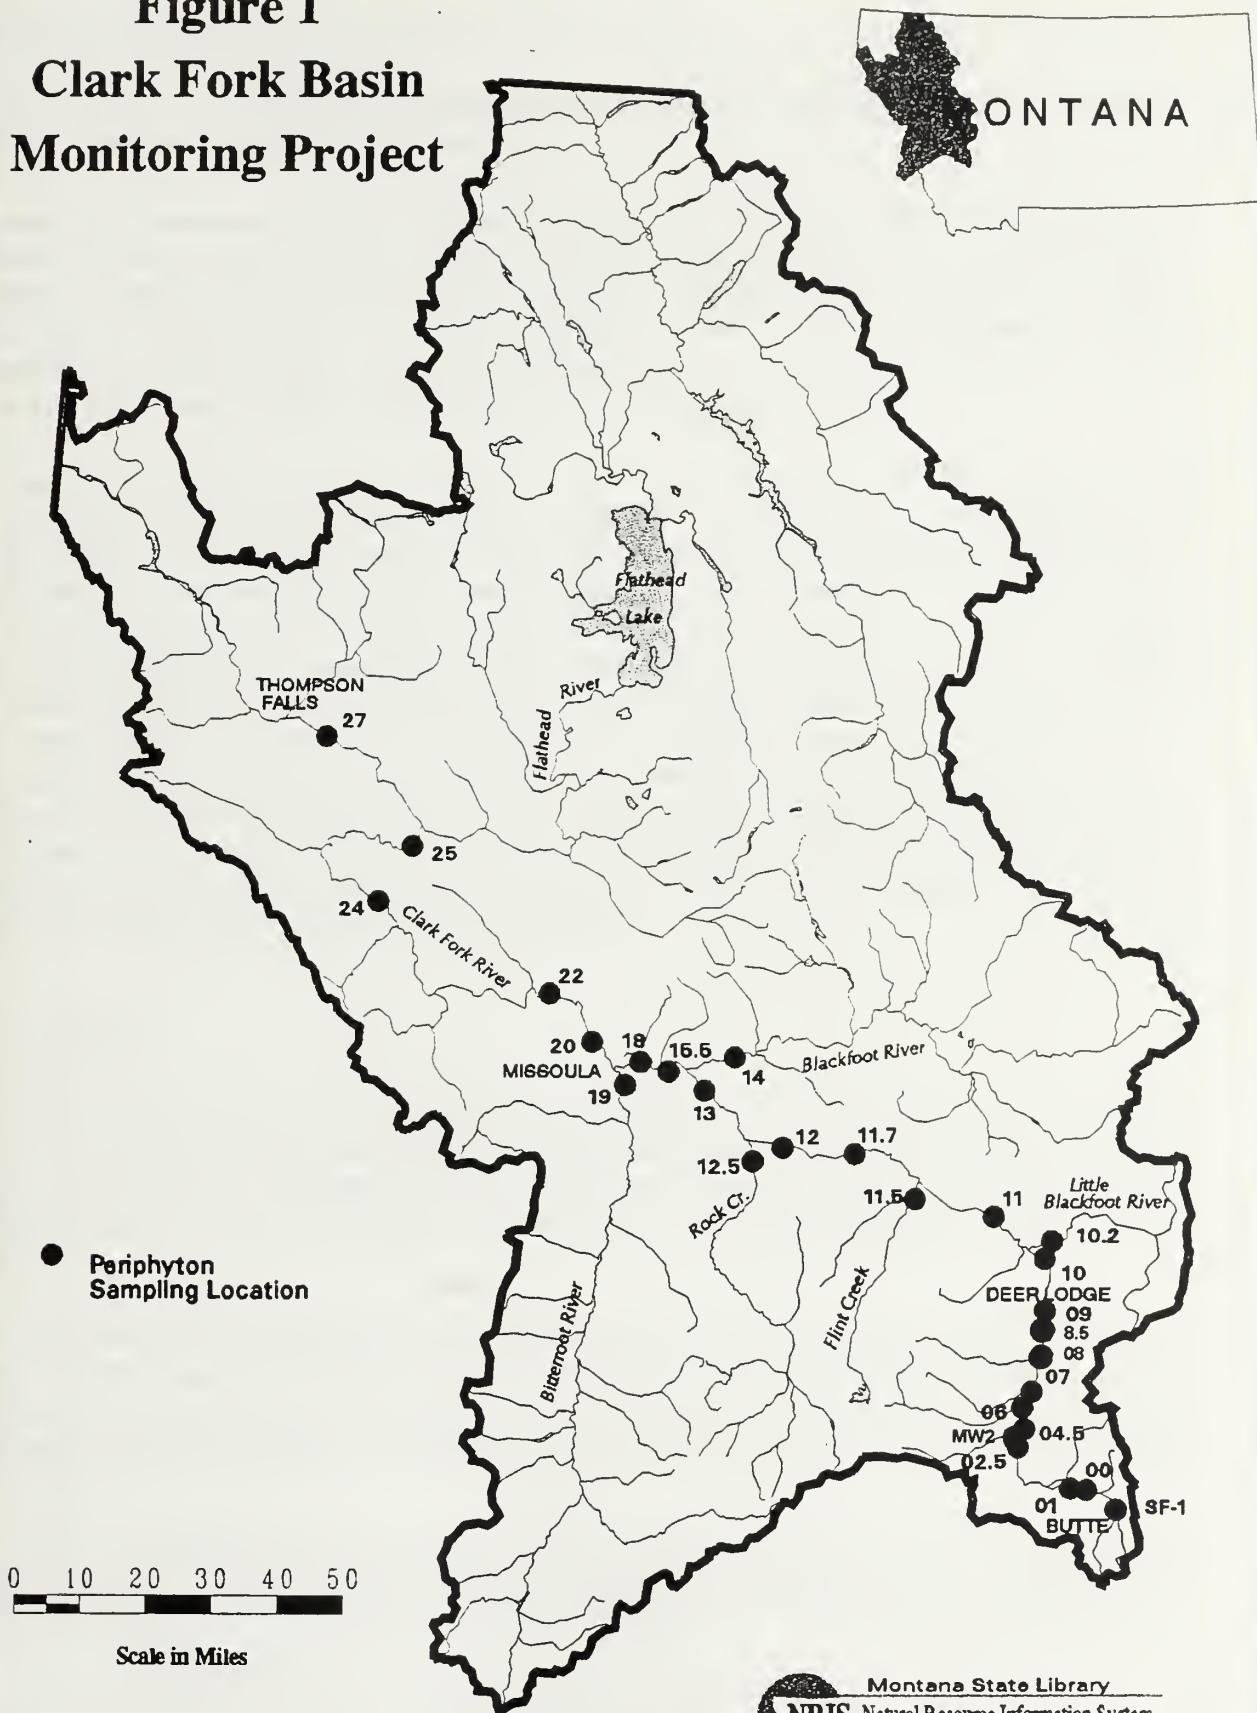 Figure 1
Clark Fork Basin
Monitoring Project
MONTANA
Flathead
Lake
THOMPSON
FALLS
27
River
Flathead
25
24
Clark Fork River
22
20
18
15.5
MISSOULA
14
Blackfoot River
19
13
12
11.7
12.5
Rock Cr.
11.5
11
Little
Blackfoot River
10.2
10
DEER LODGE
09
8.5
08
07
06
MW2
04.5
02.5
00
01
SF-1
BUTTE
Flint Creek
Bitterroot River
Periphyton
Sampling Location
0 10 20 30 40 50
Scale in Miles
Montana State Library
NRIS Natural Resource Information System